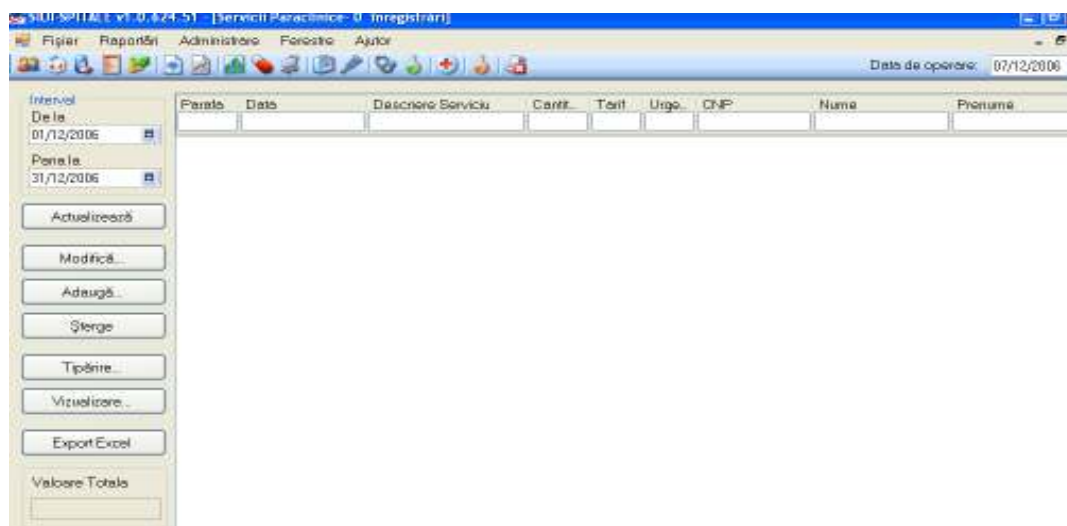 SIUI-SPITALE v1.0.624.51 - [Servicii Paraclinice- 0 înregistrări]
Fişier Raportări Administrare Ferestre Ajutor
Data de operare: 07/12/2006
Interval
De la
01/12/2006
Pana la
31/12/2006
Parafa Data Descriere Serviciu Cantit... Tarif Urge... CNP Nume Prenume
Actualizează
Modifică...
Adaugă...
Şterge
Tipărire...
Vizualizare...
Export Excel
Valoare Totala